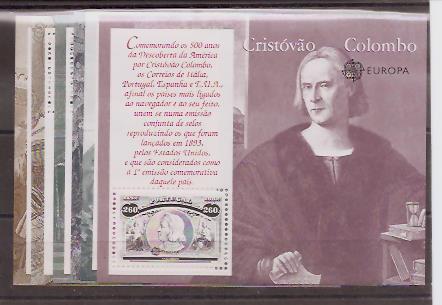 Cristóvão Colombo
EUROPA
Comemorando os 500 anos
da Descoberta da América
por Cristóvão Colombo,
os Correios de Itália,
Portugal, Espanha e E.U.A.,
afinal os países mais ligados
ao navegador e ao seu feito,
unem se numa emissão
conjunta de selos
reproduzindo os que foram
lançados em 1893,
pelos Estados Unidos,
e que são considerados como
a 1ª emissão comemorativa
daquele país.
PORTUGAL
260 260